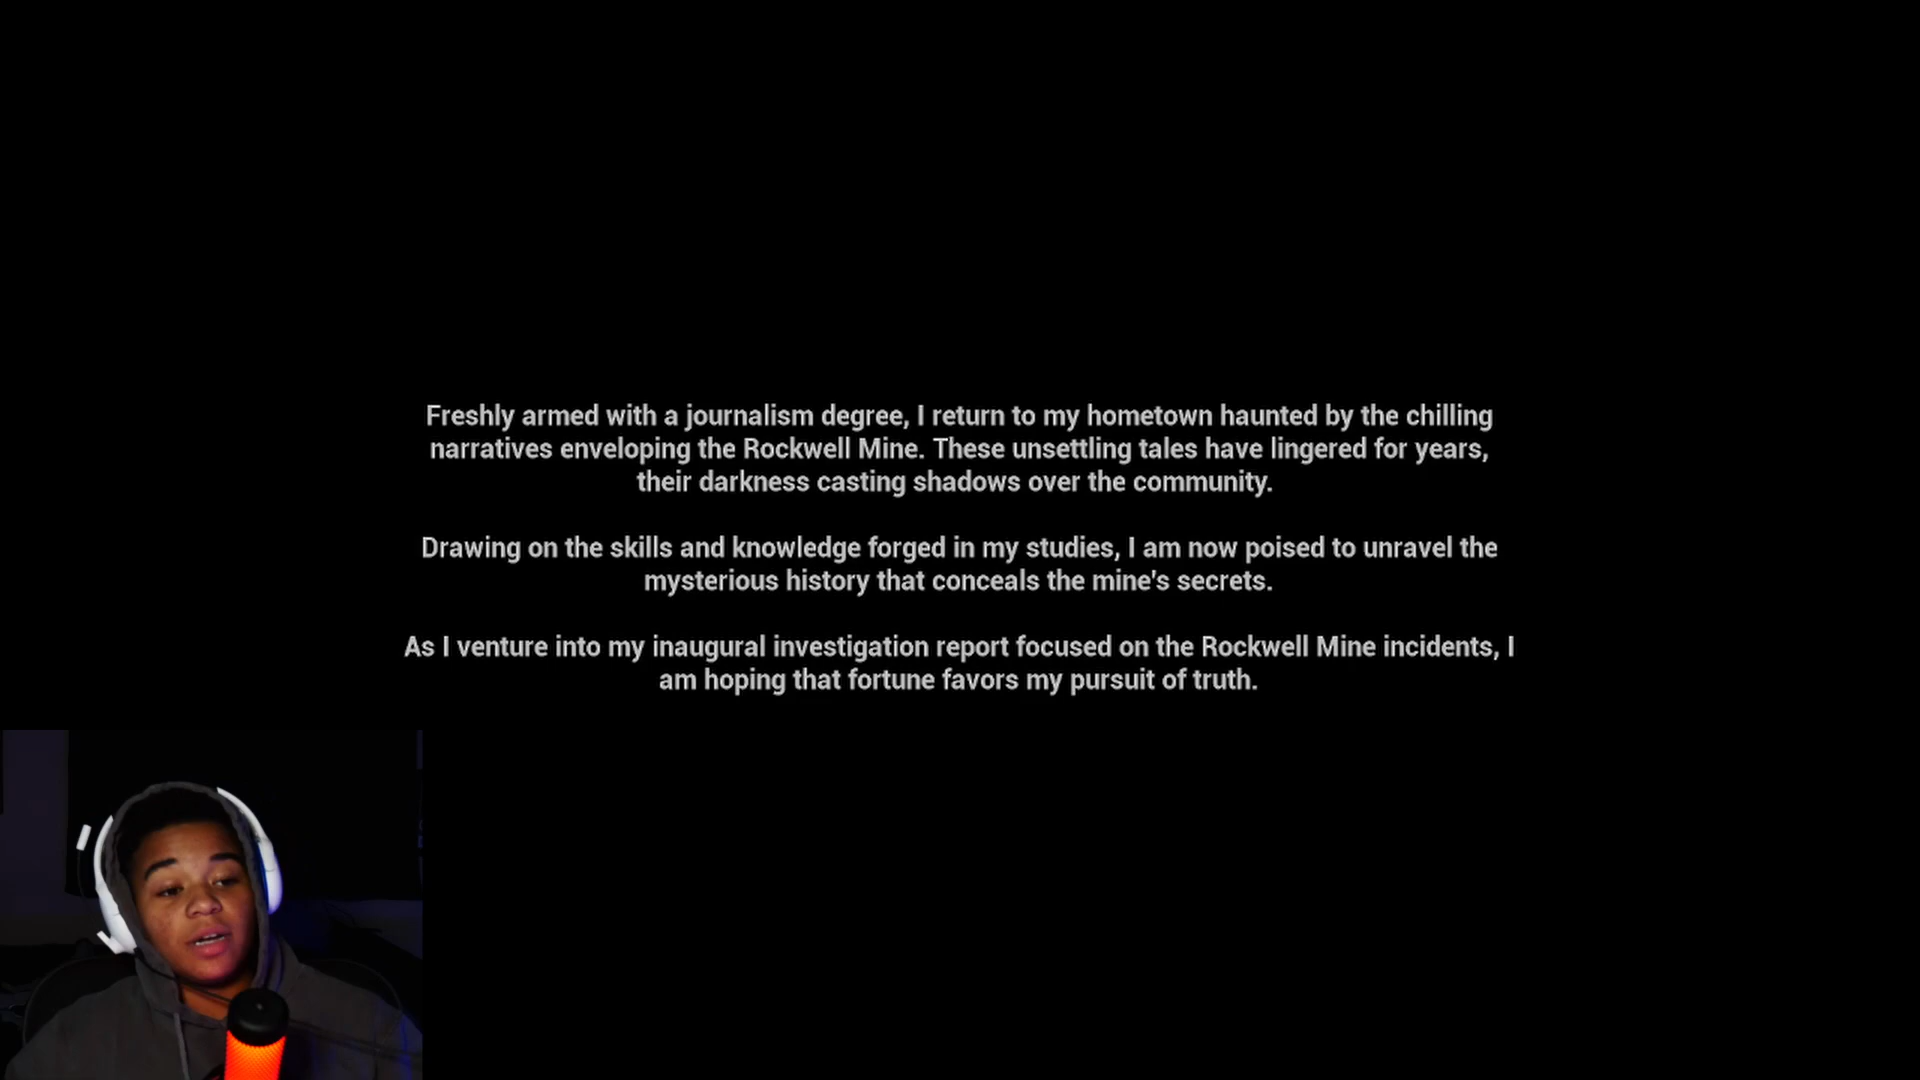 Freshly armed with a journalism degree, I return to my hometown haunted by the chilling
narratives enveloping the Rockwell Mine. These unsettling tales have lingered for years,
their darkness casting shadows over the community.
Drawing on the skills and knowledge forged in my studies, I am now poised to unravel the
mysterious history that conceals the mine's secrets.
As I venture into my inaugural investigation report focused on the Rockwell Mine incidents, I
am hoping that fortune favors my pursuit of truth.